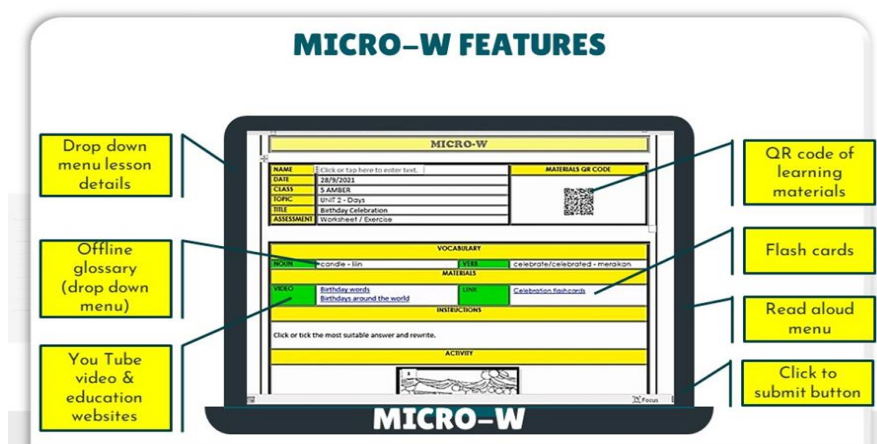 MICRO-W FEATURES
Drop down
menu lesson
details
Offline
glossary
(drop down
menu)
You Tube
video &
education
websites
MICRO-W
NAME Click or tap here to enter text. MATERIALS QR CODE
DATE 28/9/2021
CLASS 5 AMBER
TOPIC UNIT 2 - Days
TITLE Birthday Celebration
ASSESSMENT Worksheet / Exercise
VOCABULARY
NOUN candle - lilin VERB celebrate/celebrated - meraikan
MATERIALS
VIDEO Birthday words LINK Celebration flashcards
Birthdays around the world
INSTRUCTIONS
Click or tick the most suitable answer and rewrite.
ACTIVITY
Focus
MICRO-W
QR code of
learning
materials
Flash cards
Read aloud
menu
Click to
submit button